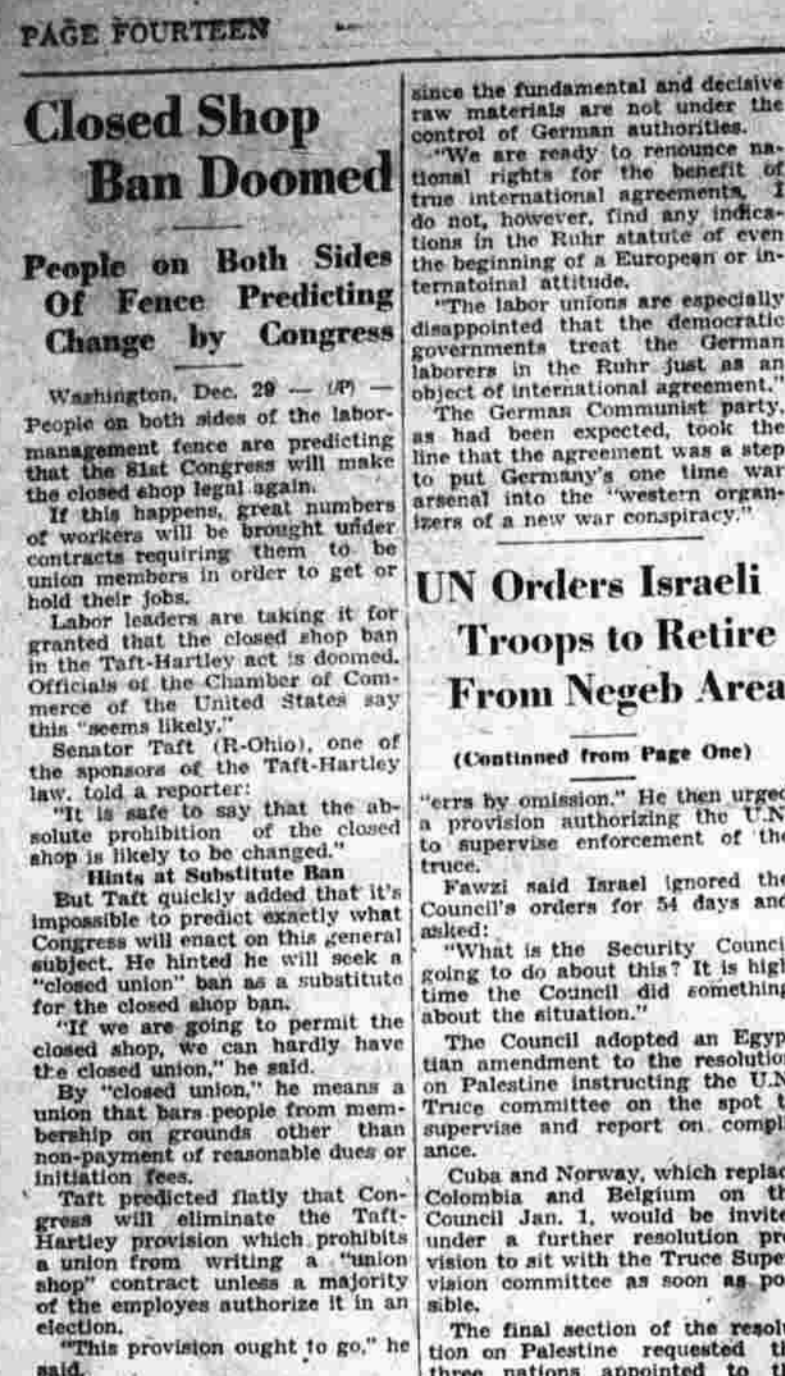 PAGE FOURTEEN
Closed Shop
Ban Doomed
People on Both Sides
Of Fence Predicting
Change by Congress
Washington, Dec. 29 — (AP) —
People on both sides of the labor-
management fence are predicting
that the 81st Congress will make
the closed shop legal again.
If this happens, great numbers
of workers will be brought under
contracts requiring them to be
union members in order to get or
hold their jobs.
Labor leaders are taking it for
granted that the closed shop ban
in the Taft-Hartley act is doomed.
Officials of the Chamber of Com-
merce of the United States say
this "seems likely."
Senator Taft (R-Ohio), one of
the sponsors of the Taft-Hartley
law, told a reporter:
"It is safe to say that the ab-
solute prohibition of the closed
shop is likely to be changed."
Hints at Substitute Ban
But Taft quickly added that it's
impossible to predict exactly what
Congress will enact on this general
subject. He hinted he will seek a
"closed union" ban as a substitute
for the closed shop ban.
"If we are going to permit the
closed shop, we can hardly have
the closed union," he said.
By "closed union," he means a
union that bars people from mem-
bership on grounds other than
non-payment of reasonable dues or
initiation fees.
Taft predicted flatly that Con-
gress will eliminate the Taft-
Hartley provision which prohibits
a union from writing a "union
shop" contract unless a majority
of the employes authorize it in an
election.
"This provision ought to go," he
said.
since the fundamental and decisive
raw materials are not under the
control of German authorities.
"We are ready to renounce na-
tional rights for the benefit of
true international agreements. I
do not, however, find any indica-
tions in the Ruhr statute of even
the beginning of a European or in-
ternatoinal attitude.
"The labor unions are especially
disappointed that the democratic
governments treat the German
laborers in the Ruhr just as an
object of international agreement."
The German Communist party,
as had been expected, took the
line that the agreement was a step
to put Germany's one time war
arsenal into the "western organ-
izers of a new war conspiracy."
UN Orders Israeli
Troops to Retire
From Negeb Area
(Continned from Page One)
"errs by omission." He then urged
a provision authorizing the U.N.
to supervise enforcement of the
truce.
Fawzi said Israel ignored the
Council's orders for 54 days and
asked:
"What is the Security Counci
going to do about this? It is high
time the Council did something
about the situation."
The Council adopted an Egyp
tian amendment to the resolutio
on Palestine instructing the U.N
Truce committee on the spot t
supervise and report on compli
ance.
Cuba and Norway, which replac
Colombia and Belgium on th
Council Jan. 1, would be invite
under a further resolution pro
vision to sit with the Truce Supe
vision committee as soon as po
sible.
The final section of the resolu
tion on Palestine requested th
three nations appointed to th